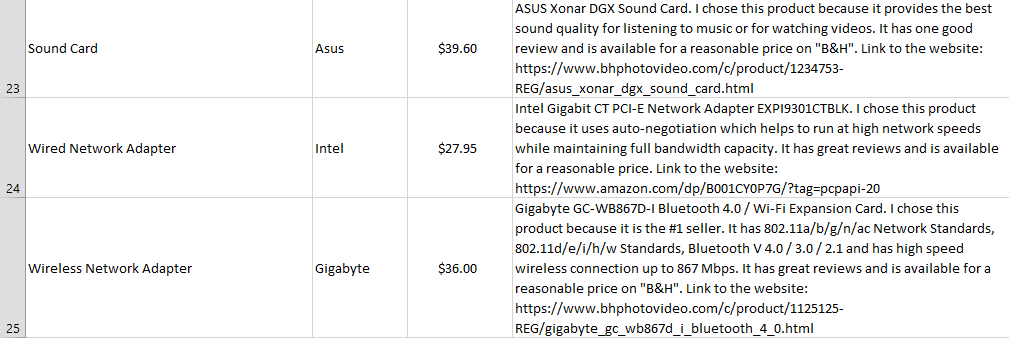 ASUS Xonar DGX Sound Card. I chose this product because it provides the best
sound quality for listening to music or for watching videos. It has one good
review and is available for a reasonable price on "B&H". Link to the website:
https://www.bhphotovideo.com/c/product/1234753-
REG/asus_xonar_dgx_sound_card.html
23 Sound Card Asus $39.60
Intel Gigabit CT PCI-E Network Adapter EXPI9301CTBLK. I chose this product
because it uses auto-negotiation which helps to run at high network speeds
while maintaining full bandwidth capacity. It has great reviews and is available
for a reasonable price. Link to the website:
https://www.amazon.com/dp/B001CY0P7G/?tag=pcpapi-20
24 Wired Network Adapter Intel $27.95
Gigabyte GC-WB867D-I Bluetooth 4.0 / Wi-Fi Expansion Card. I chose this
product because it is the #1 seller. It has 802.11a/b/g/n/ac Network Standards,
802.11d/e/i/h/w Standards, Bluetooth V 4.0 / 3.0 / 2.1 and has high speed
wireless connection up to 867 Mbps. It has great reviews and is available for a
reasonable price on "B&H". Link to the website:
https://www.bhphotovideo.com/c/product/1125125-
REG/gigabyte_gc_wb867d_i_bluetooth_4_0.html
25 Wireless Network Adapter Gigabyte $36.00